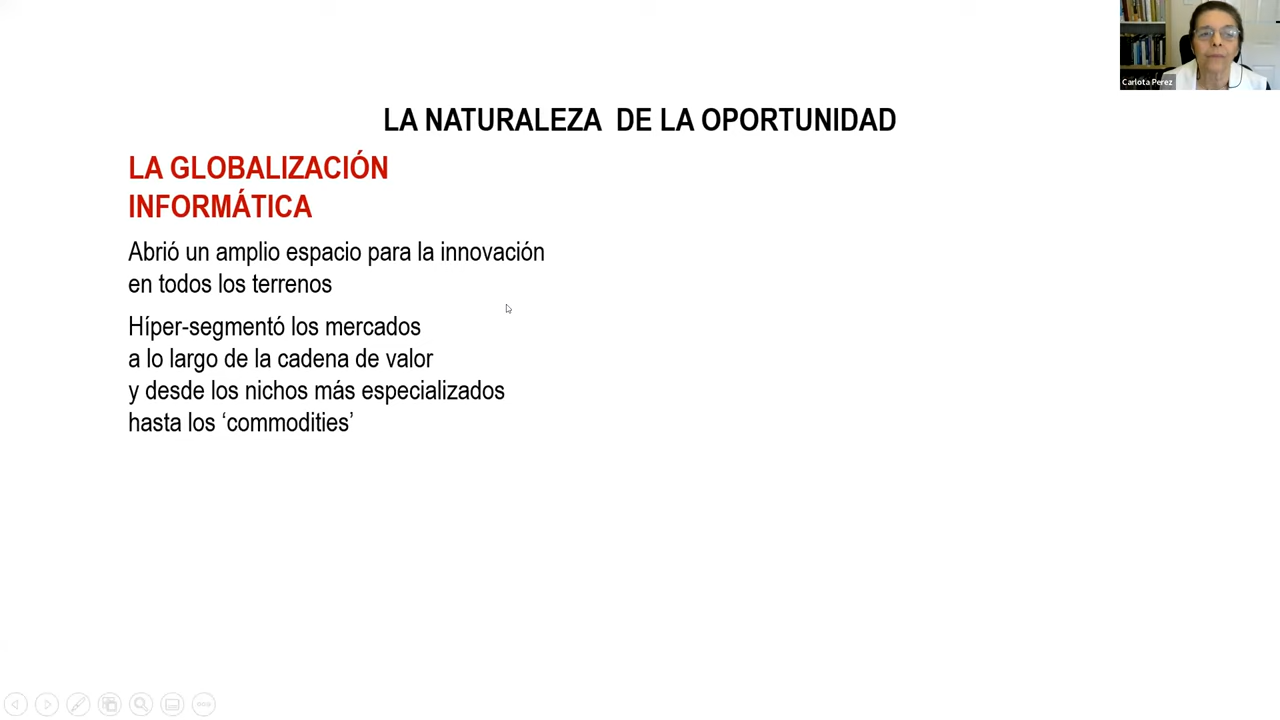 Carlota Perez
LA NATURALEZA DE LA OPORTUNIDAD
LA GLOBALIZACIÓN
INFORMÁTICA
Abrió un amplio espacio para la innovación
en todos los terrenos
Híper-segmentó los mercados
a lo largo de la cadena de valor
y desde los nichos más especializados
hasta los ‘commodities’